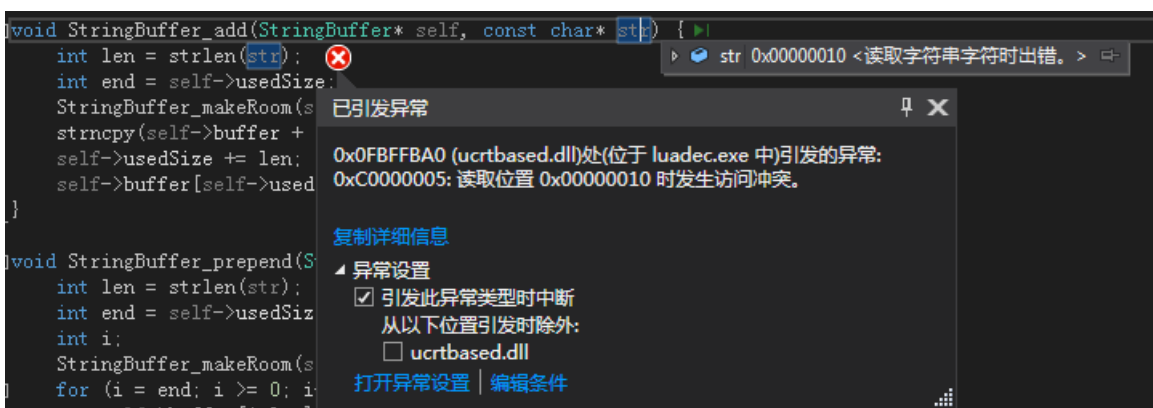 void StringBuffer_add(StringBuffer* self, const char* str) {
str 0x00000010 <读取字符串字符时出错。>
int len = strlen(str);
int end = self->usedSize;
StringBuffer_makeRoom(s
strncpy(self->buffer +
self->usedSize += len;
self->buffer[self->used
}
void StringBuffer_prepend(S
int len = strlen(str);
int end = self->usedSiz
int i;
StringBuffer_makeRoom(s
for (i = end; i >= 0; i
已引发异常
0x0FBFFBA0 (ucrtbased.dll)处(位于 luadec.exe 中)引发的异常:
0xC0000005: 读取位置 0x00000010 时发生访问冲突。
复制详细信息
异常设置
引发此异常类型时中断
从以下位置引发时除外:
ucrtbased.dll
打开异常设置 | 编辑条件